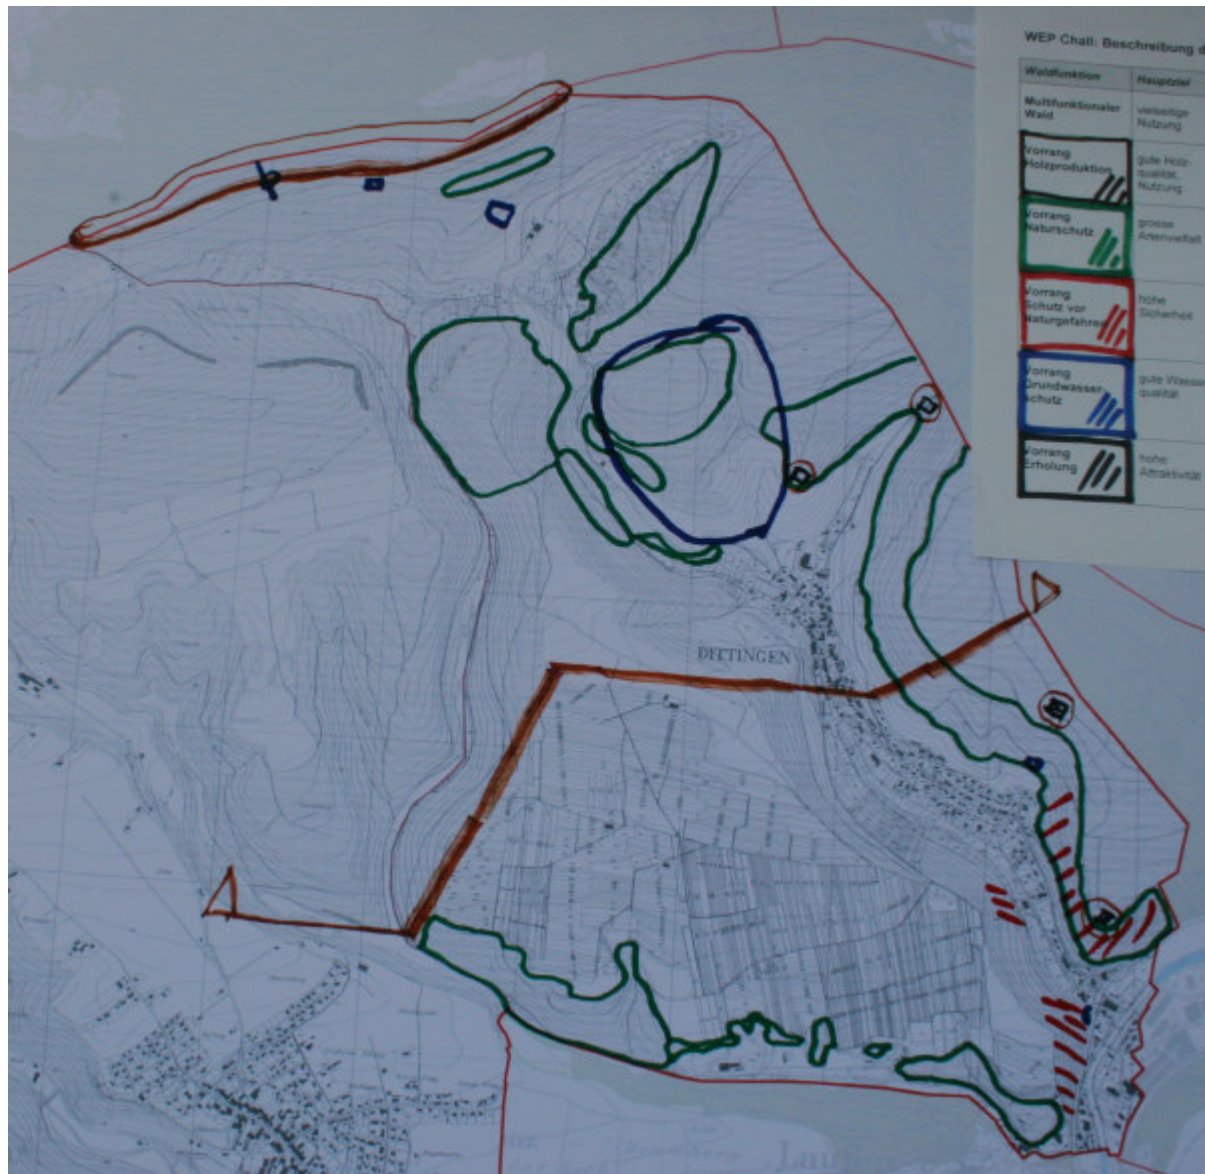 WEP Chall: Beschreibung d
Waldfunktion
Hauptziel
Multifunktionaler
Wald
vielseitige
Nutzung
Vorrang
Holzproduktion
gute Holz-
qualität,
Nutzung
Vorrang
Naturschutz
grosse
Artenvielfalt
Vorrang
Schutz vor
Naturgefahren
hohe
Sicherheit
Vorrang
Grundwasser
schutz
gute Wasser
qualität
Vorrang
Erholung
hohe
Attraktivität
DITTINGEN